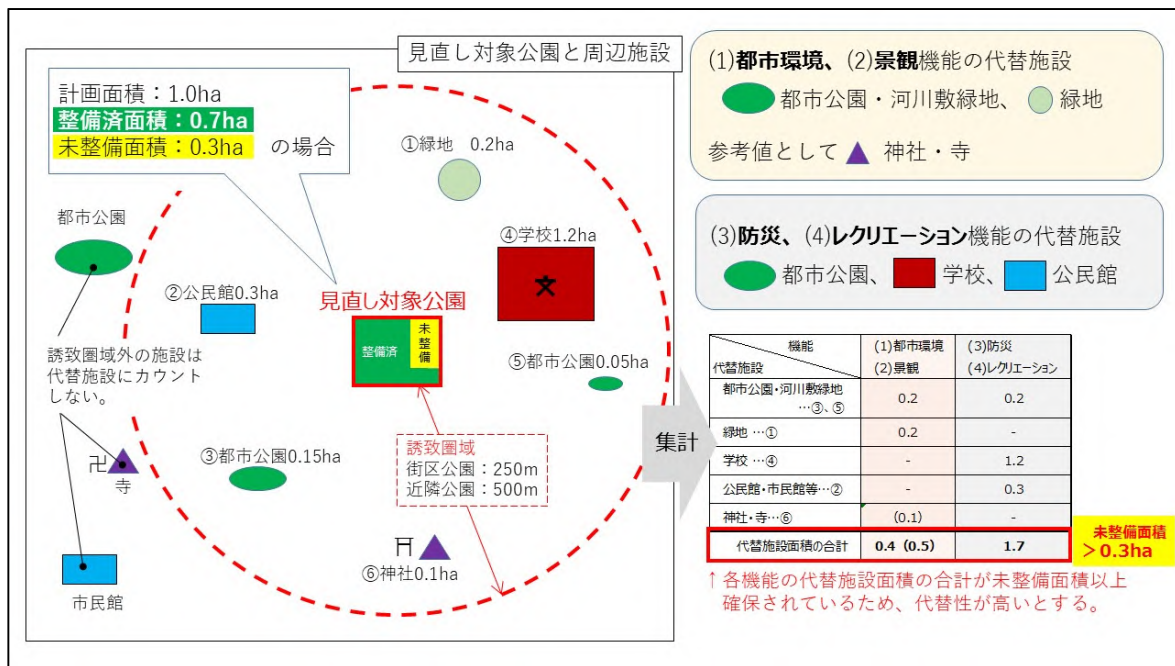 見直し対象公園と周辺施設
計画面積：1.0ha
整備済面積：0.7ha
未整備面積：0.3ha の場合
①緑地 0.2ha
都市公園
④学校1.2ha
文
②公民館0.3ha
見直し対象公園
整備済
未整備
⑤都市公園0.05ha
誘致圏域外の施設は
代替施設にカウント
しない。
誘致圏域
街区公園：250m
近隣公園：500m
③都市公園0.15ha
卍
寺
⑥神社0.1ha
市民館
集計
(1)都市環境、(2)景観機能の代替施設
都市公園・河川敷緑地、 緑地
参考値として 神社・寺
(3)防災、(4)レクリエーション機能の代替施設
都市公園、 学校、 公民館
機能
代替施設
(1)都市環境
(2)景観
(3)防災
(4)レクリエーション
都市公園・河川敷緑地
…③、⑤ 0.2 0.2
緑地 …① 0.2 -
学校 …④ - 1.2
公民館・市民館等…② - 0.3
神社・寺…⑥ (0.1) -
代替施設面積の合計 0.4（0.5） 1.7
未整備面積
＞0.3ha
↑各機能の代替施設面積の合計が未整備面積以上
確保されているため、代替性が高いとする。